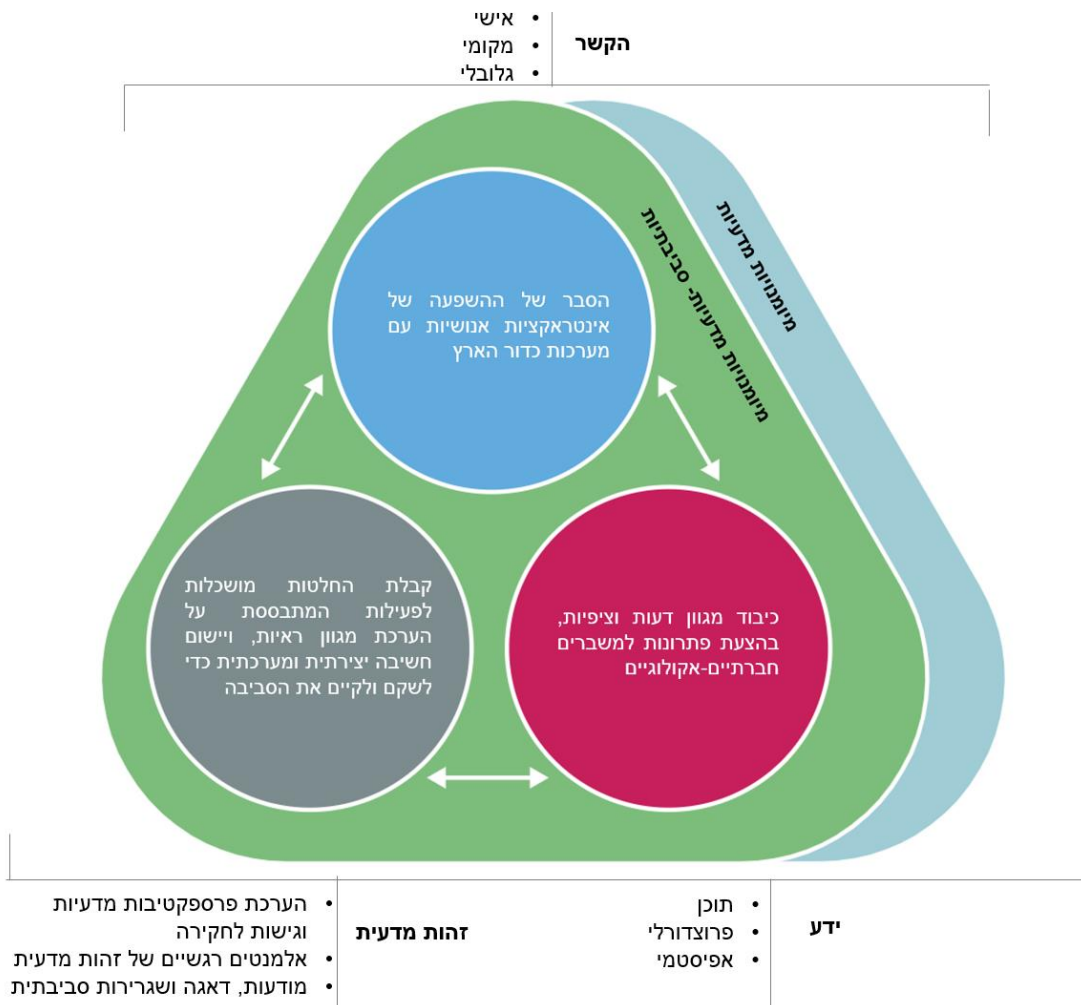 הקשר
• אישי
• מקומי
• גלובלי
מיומנויות מדעיות
מיומנויות מדעיות- סביבתיות
הסבר של ההשפעה של
אינטראקציות אנושיות עם
מערכות כדור הארץ
כיבוד מגוון דעות וציפיות,
בהצעת פתרונות למשברים
חברתיים-אקולוגיים
קבלת החלטות מושכלות
לפעילות המתבססת על
הערכת מגוון ראיות, ויישום
חשיבה יצירתית ומערכתית כדי
לשקם ולקיים את הסביבה
ידע
• תוכן
• פרוצדורלי
• אפיסטמי
זהות מדעית
• הערכת פרספקטיבות מדעיות
וגישות לחקירה
• אלמנטים רגשיים של זהות מדעית
• מודעות, דאגה ושגרירות סביבתית